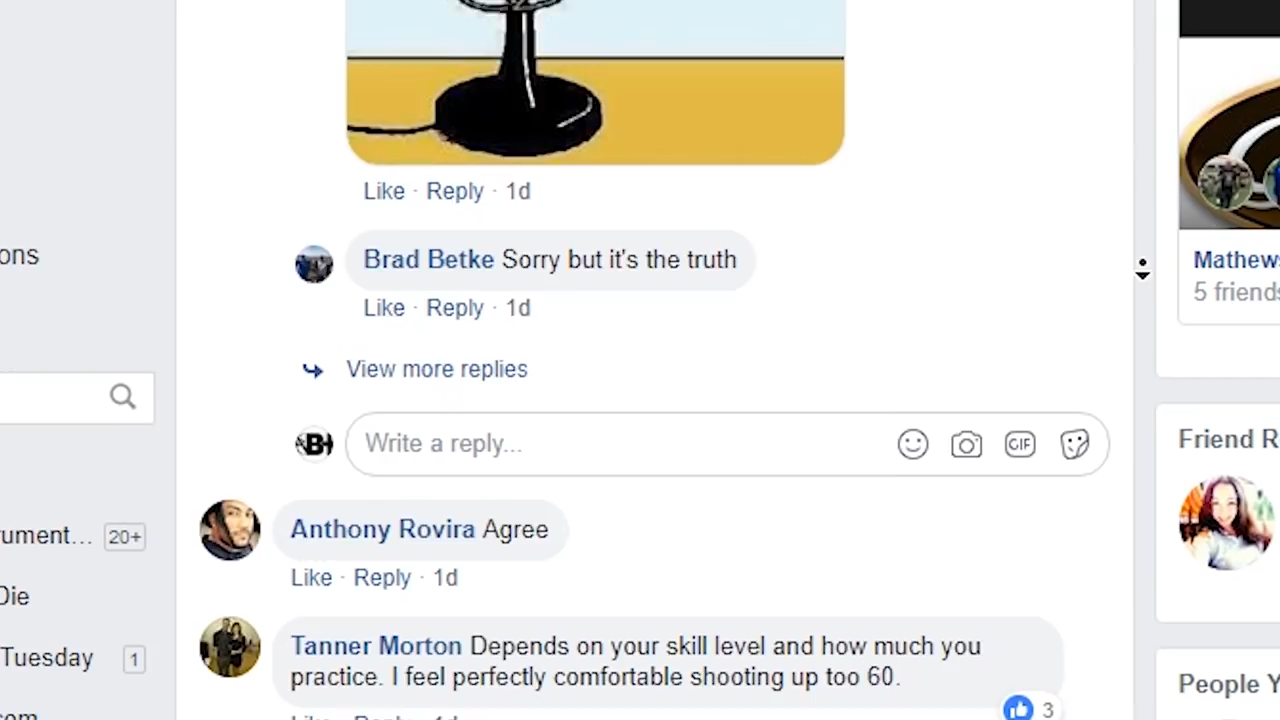 Like · Reply · 1d
Brad Betke Sorry but it's the truth
Like · Reply · 1d
View more replies
Write a reply...
GIF
Anthony Rovira Agree
Like · Reply · 1d
Tanner Morton Depends on your skill level and how much you
practice. I feel perfectly comfortable shooting up too 60.
3
ons
rument... 20+
Die
Tuesday 1
Mathews
5 friends
Friend R
People Y